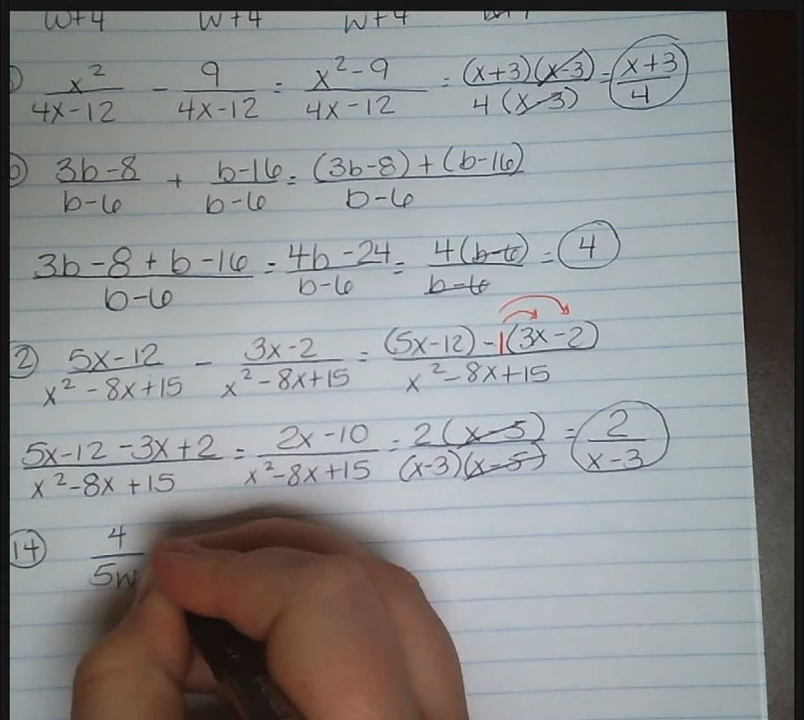 w+4 w+4 w+4
x²/(4x-12) - 9/(4x-12) = (x²-9)/(4x-12) = (x+3)(x-3)/4(x-3) = (x+3)/4
(3b-8)/(b-6) + (b-16)/(b-6) = ((3b-8)+(b-16))/(b-6)
(3b-8+b-16)/(b-6) = (4b-24)/(b-6) = 4(b-6)/(b-6) = 4
2) (5x-12)/(x²-8x+15) - (3x-2)/(x²-8x+15) = ((5x-12)-1(3x-2))/(x²-8x+15)
(5x-12-3x+2)/(x²-8x+15) = (2x-10)/(x²-8x+15) = 2(x-5)/(x-3)(x-5) = 2/(x-3)
14 4/5w